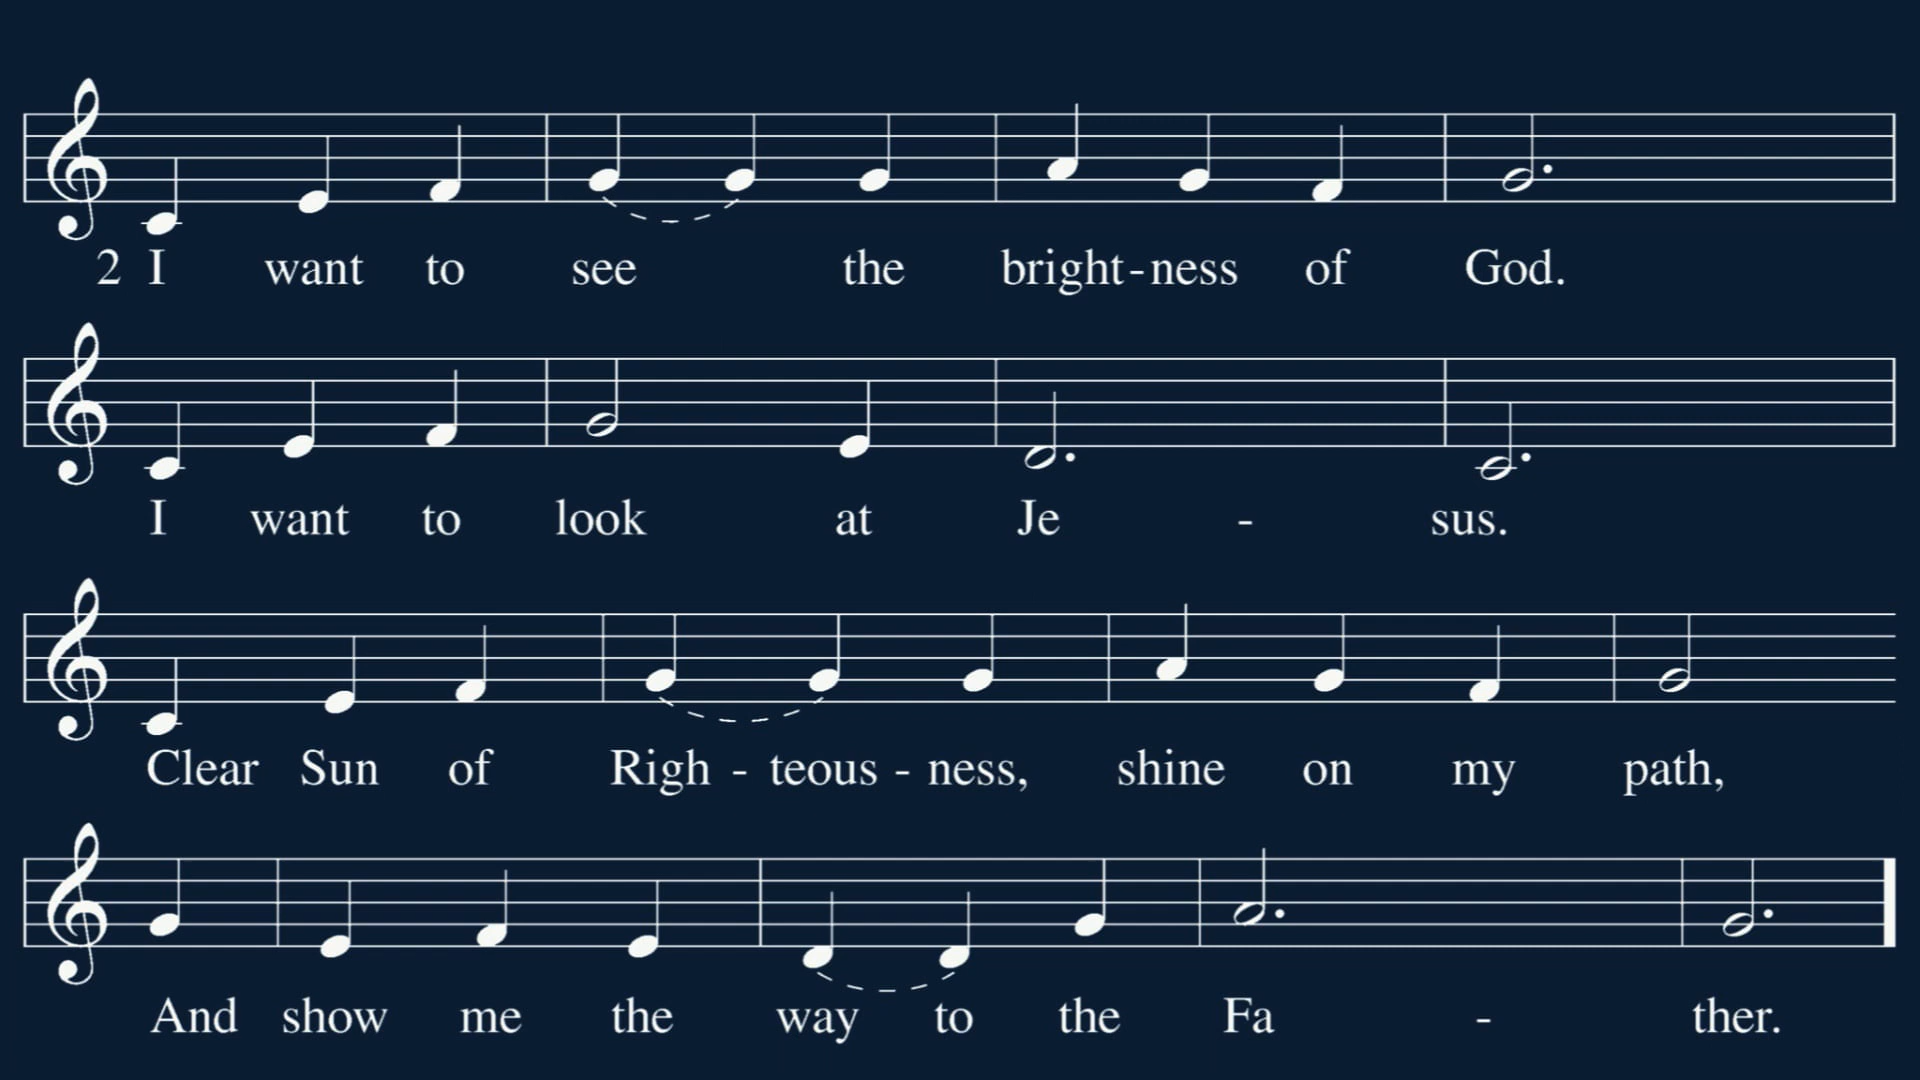 2 I want to see the bright-ness of God.
I want to look at Je - sus.
Clear Sun of Righ - teous - ness, shine on my path,
And show me the way to the Fa - ther.